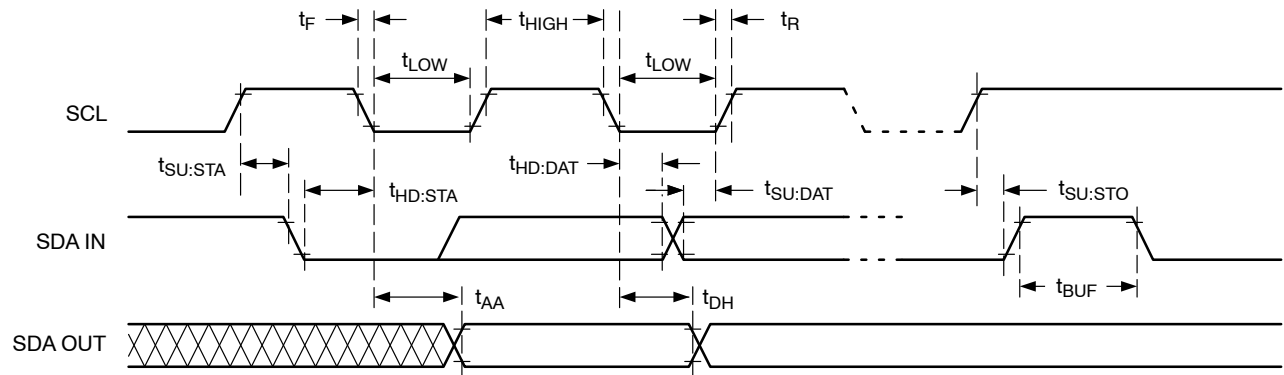 tF
tHIGH
tR
tLOW
tLOW
SCL
tSU:STA
tHD:DAT
tHD:STA
tSU:DAT
tSU:STO
SDA IN
tBUF
tAA
tDH
SDA OUT